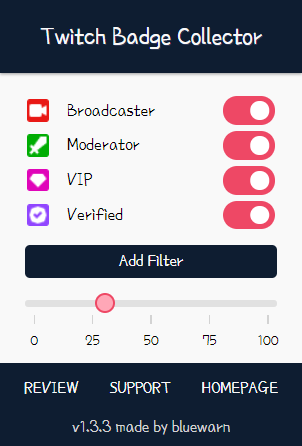 Twitch Badge Collector
Broadcaster
Moderator
VIP
Verified
Add Filter
0 25 50 75 100
REVIEW SUPPORT HOMEPAGE
v1.3.3 made by bluewarn